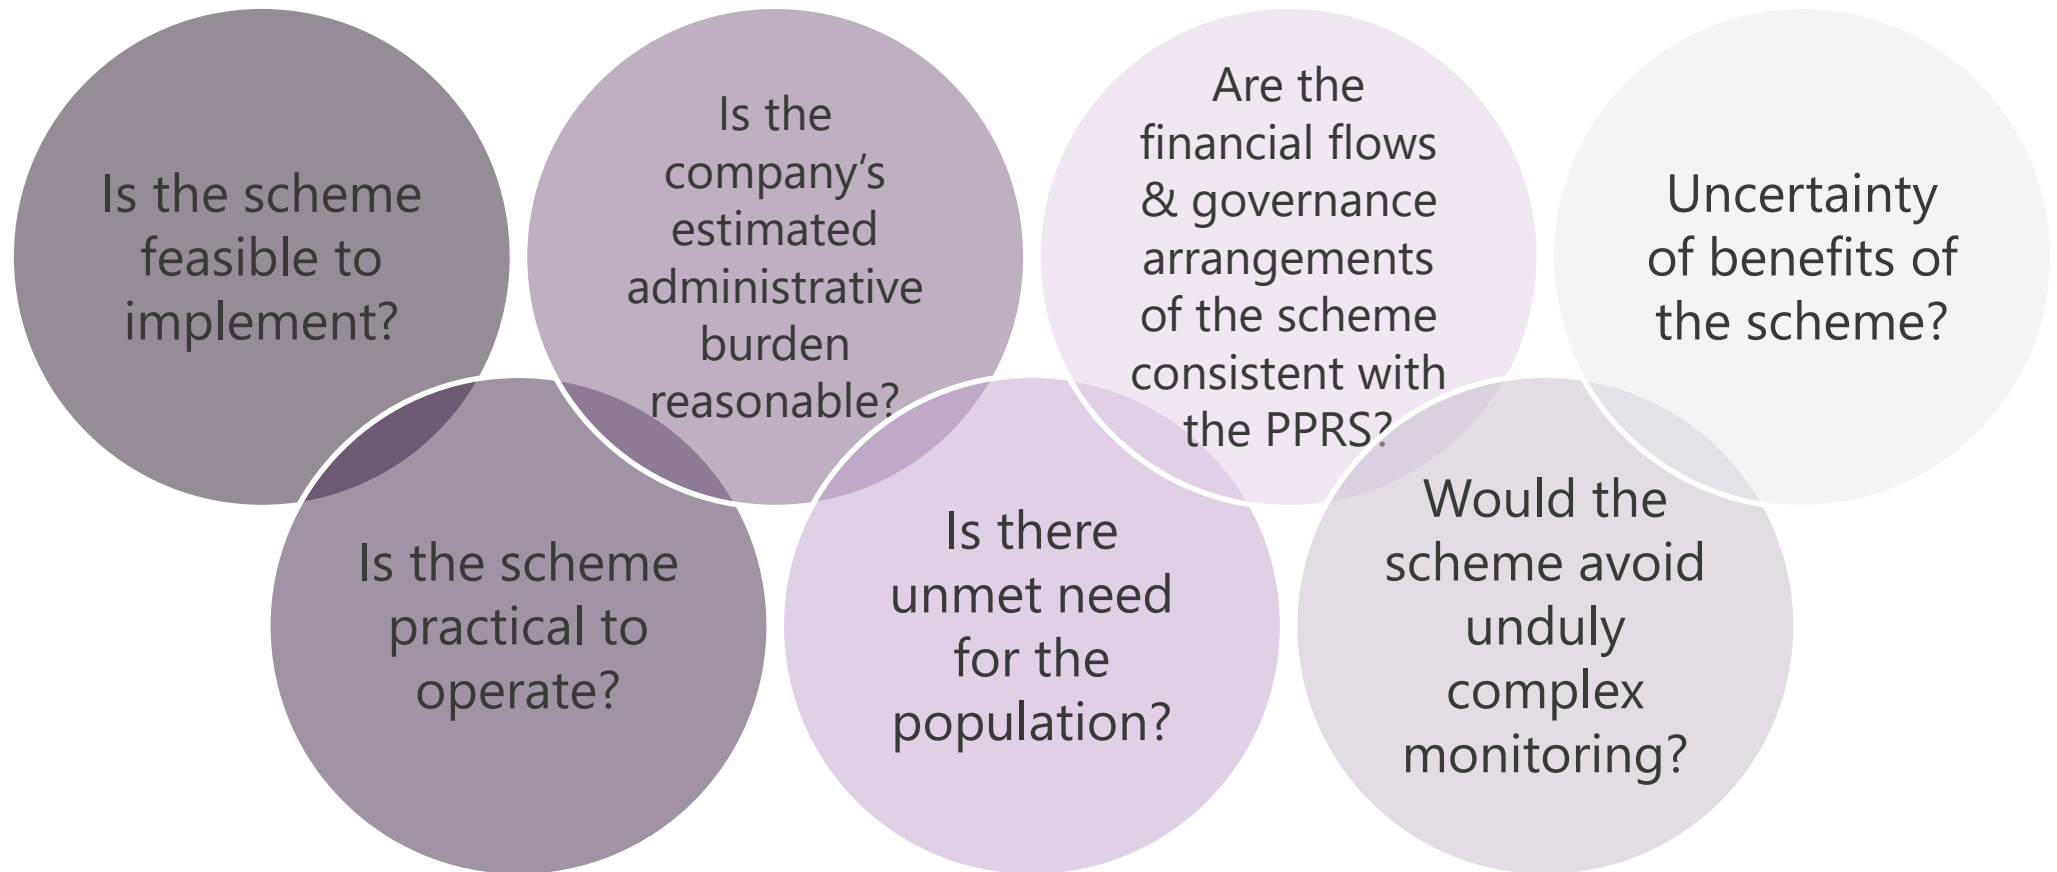 Is the scheme
feasible to
implement?
Is the scheme
practical to
operate?
Is the
company‘s
estimated
administrative
burden
reasonable?
Is there
unmet need
for the
population?
Are the
financial flows
& governance
arrangements
of the scheme
consistent with
the PPRS?
Would the
scheme avoid
unduly
complex
monitoring?
Uncertainty
of benefits of
the scheme?